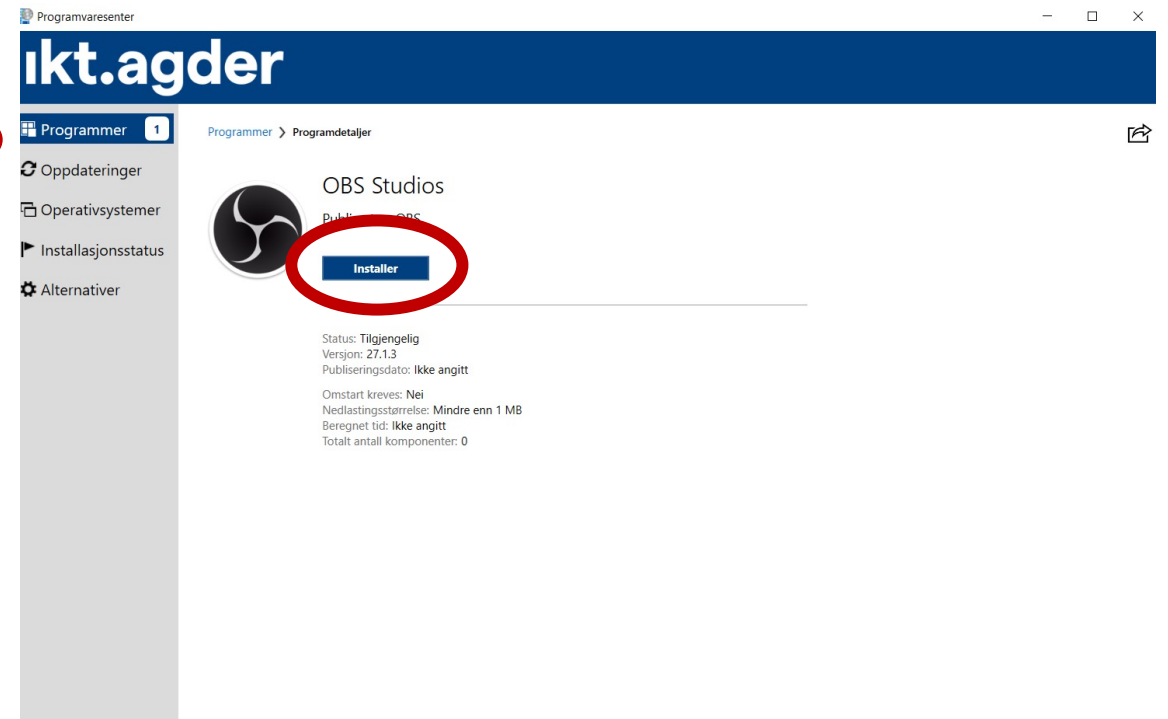 Programvaresenter
ikt.agder
Programmer 1
Oppdateringer
Operativsystemer
Installasjonsstatus
Alternativer
Programmer ❯ Programdetaljer
OBS Studios
OBS
Installer
Status: Tilgjengelig
Versjon: 27.1.3
Publiseringsdato: Ikke angitt
Omstart kreves: Nei
Nedlastingsstørrelse: Mindre enn 1 MB
Beregnet tid: Ikke angitt
Totalt antall komponenter: 0